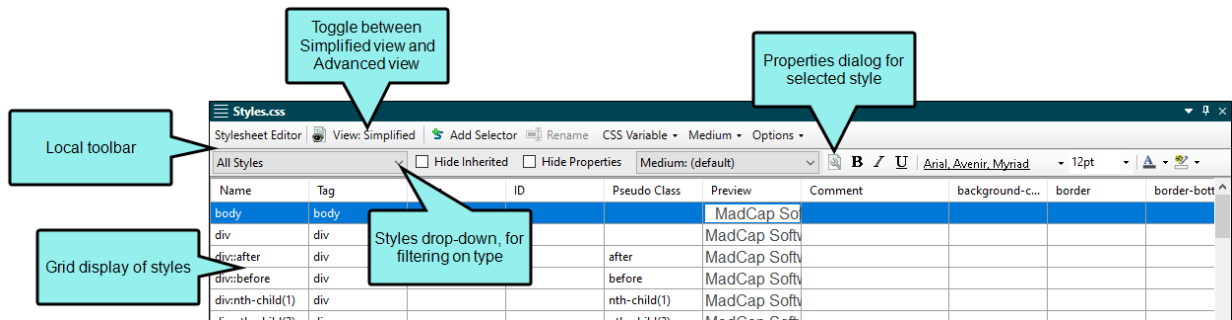 Toggle between
Simplified view and
Advanced view
Properties dialog for
selected style
Local toolbar
Styles.css
Stylesheet Editor View: Simplified Add Selector Rename CSS Variable Medium Options
All Styles Hide Inherited Hide Properties Medium: (default) B I U Arial, Avenir, Myriad 12pt A
Name Tag ID Pseudo Class Preview Comment background-c... border border-bott
body body MadCap Sof
div div MadCap Softw
Styles drop-down, for
filtering on type
Grid display of styles
div::after div after MadCap Softw
div::before div before MadCap Softw
div:nth-child(1) div nth-child(1) MadCap Softw